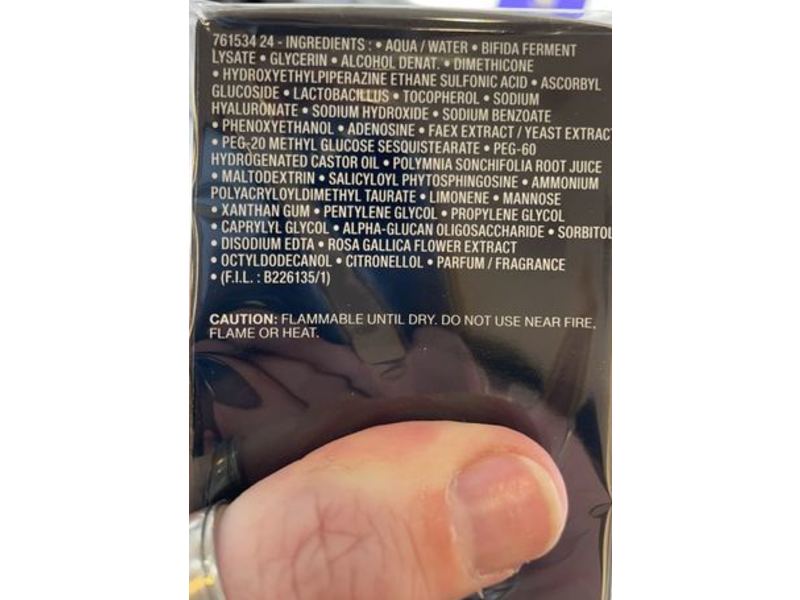 761534 24 - INGREDIENTS : • AQUA / WATER • BIFIDA FERMENT
LYSATE • GLYCERIN • ALCOHOL DENAT. • DIMETHICONE
• HYDROXYETHYLPIPERAZINE ETHANE SULFONIC ACID • ASCORBYL
GLUCOSIDE • LACTOBACILLUS • TOCOPHEROL • SODIUM
HYALURONATE • SODIUM HYDROXIDE • SODIUM BENZOATE
• PHENOXYETHANOL • ADENOSINE • FAEX EXTRACT / YEAST EXTRACT
• PEG-20 METHYL GLUCOSE SESQUISTEARATE • PEG-60
HYDROGENATED CASTOR OIL • POLYMNIA SONCHIFOLIA ROOT JUICE
• MALTODEXTRIN • SALICYLOYL PHYTOSPHINGOSINE • AMMONIUM
POLYACRYLOYLDIMETHYL TAURATE • LIMONENE • MANNOSE
• XANTHAN GUM • PENTYLENE GLYCOL • PROPYLENE GLYCOL
• CAPRYLYL GLYCOL • ALPHA-GLUCAN OLIGOSACCHARIDE • SORBITOL
• DISODIUM EDTA • ROSA GALLICA FLOWER EXTRACT
• OCTYLDODECANOL • CITRONELLOL • PARFUM / FRAGRANCE
• (F.I.L. : B226135/1)
CAUTION: FLAMMABLE UNTIL DRY. DO NOT USE NEAR FIRE,
FLAME OR HEAT.